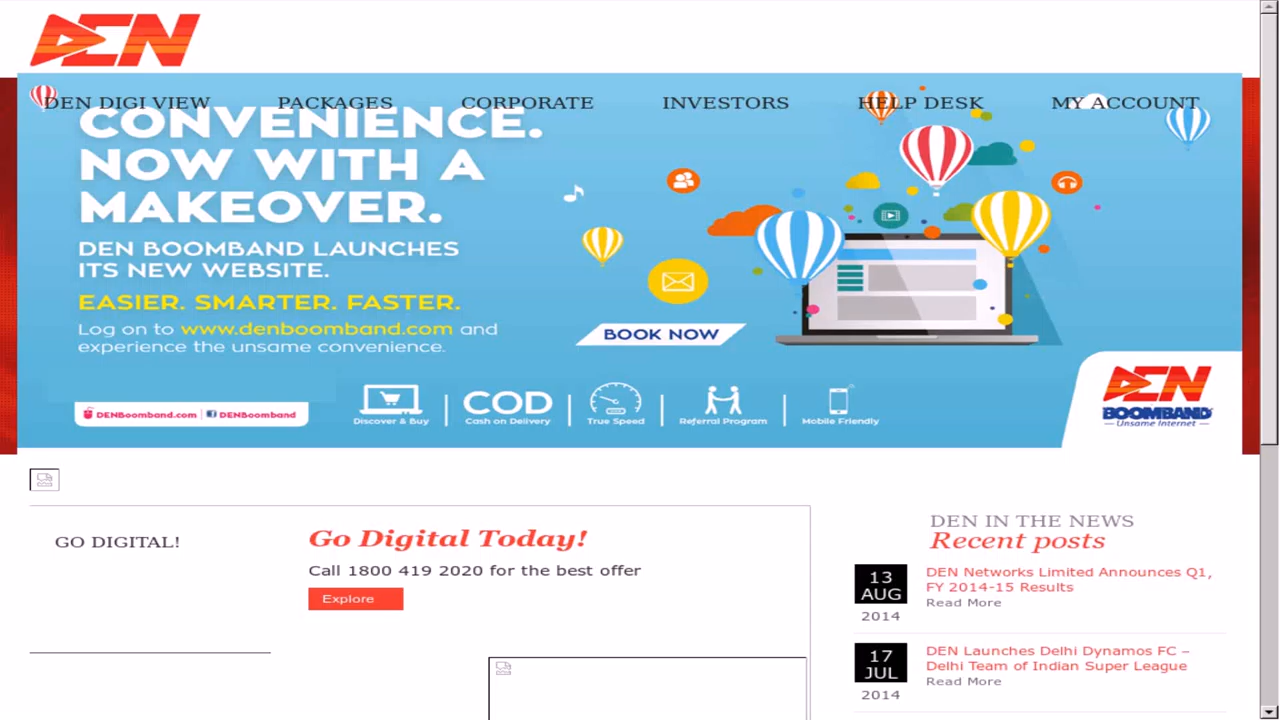 DEN
DEN DIGI VIEW
PACKAGES
CORPORATE
INVESTORS
HELP DESK
MY ACCOUNT
CONVENIENCE.
NOW WITH A
MAKEOVER.
DEN BOOMBAND LAUNCHES
ITS NEW WEBSITE.
EASIER. SMARTER. FASTER.
Log on to www.denboomband.com and
experience the unsame convenience.
BOOK NOW
DENBoomband.com | DENBoomband
Discover & Buy
COD
Cash on Delivery
True Speed
Referral Program
Mobile Friendly
DEN
BOOMBAND
Unsame Internet
GO DIGITAL!
Go Digital Today!
Call 1800 419 2020 for the best offer
Explore
DEN IN THE NEWS
Recent posts
13
AUG
2014
DEN Networks Limited Announces Q1,
FY 2014-15 Results
Read More
17
JUL
2014
DEN Launches Delhi Dynamos FC –
Delhi Team of Indian Super League
Read More